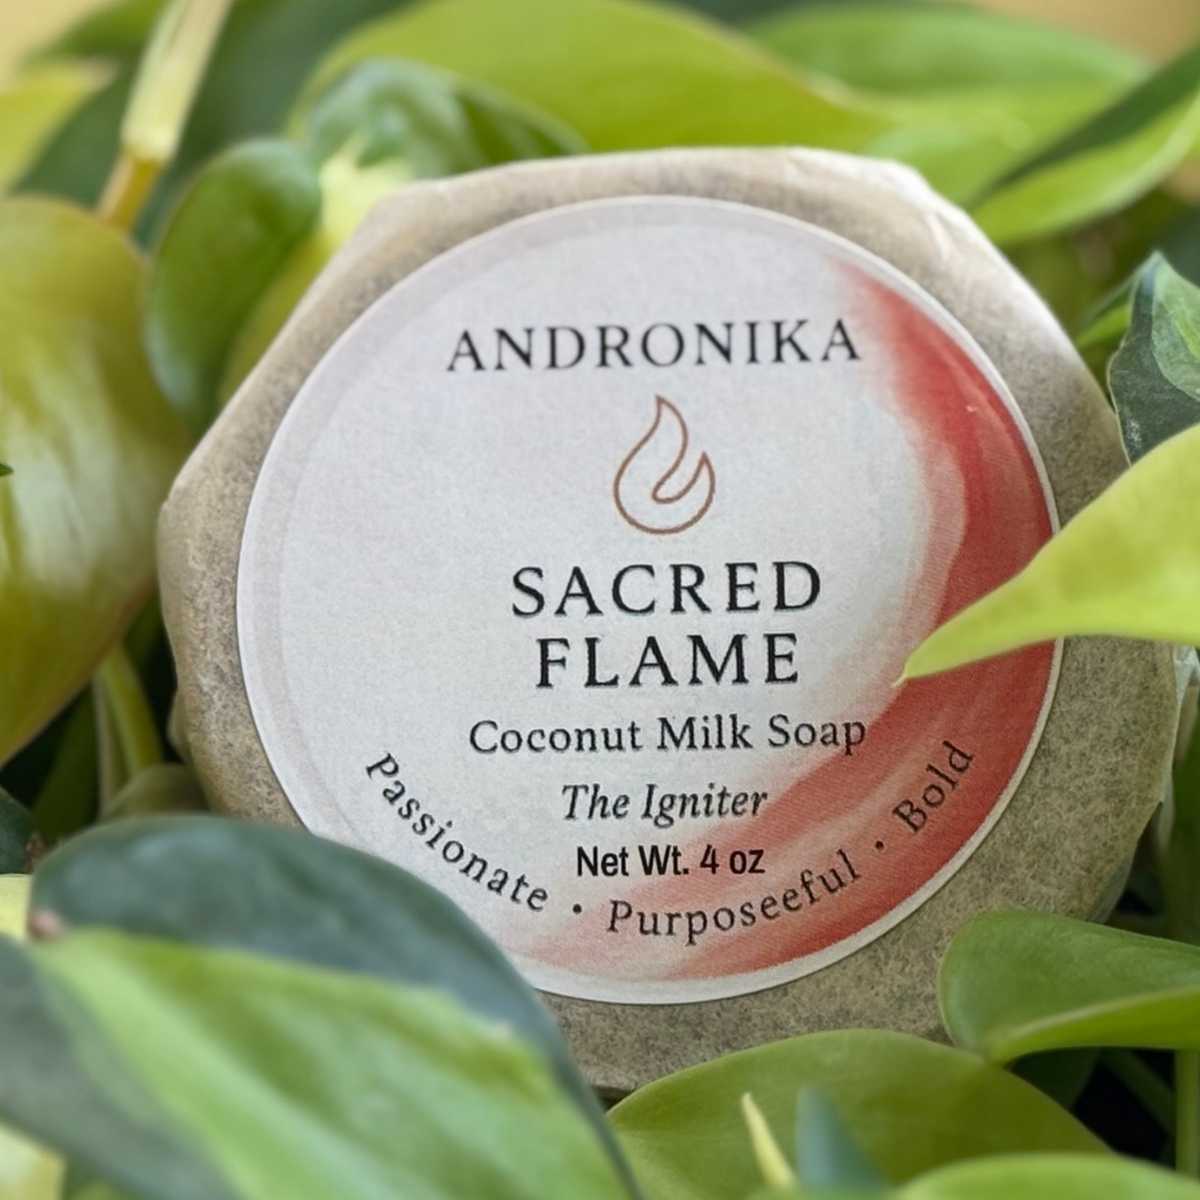 ANDRONIKA
SACRED
FLAME
Coconut Milk Soap
The Igniter
Net Wt. 4 oz
Passionate · Purposeeful · Bold